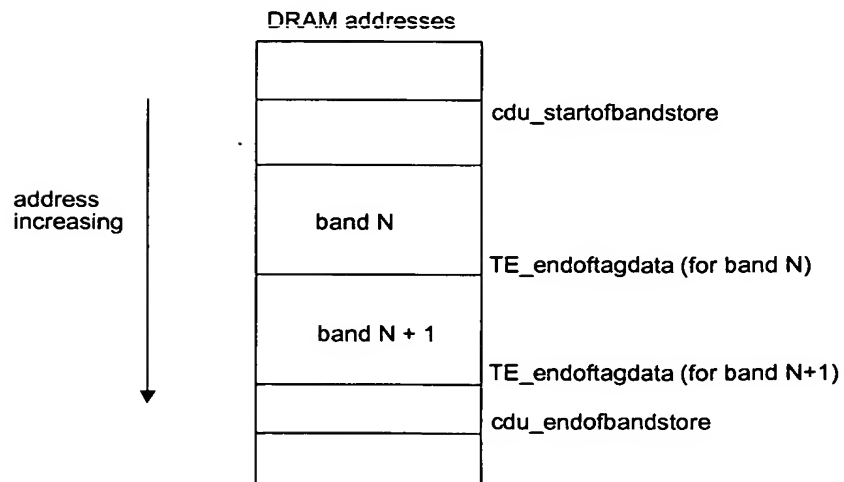 DRAM addresses
cdu_startofbandstore
address
increasing
band N
TE_endoftagdata (for band N)
band N + 1
TE_endoftagdata (for band N+1)
cdu_endofbandstore